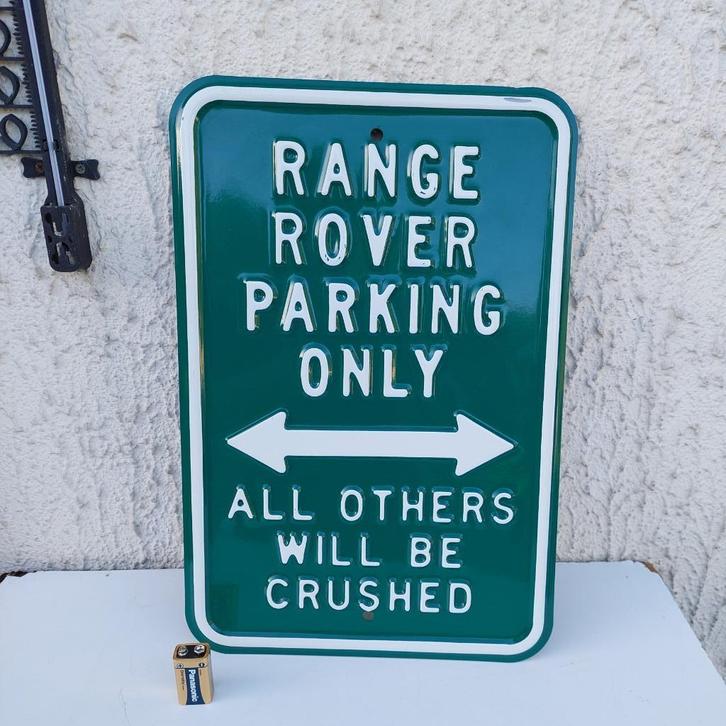 RANGE
ROVER
PARKING
ONLY
ALL OTHERS
WILL BE
CRUSHED
Panasonic